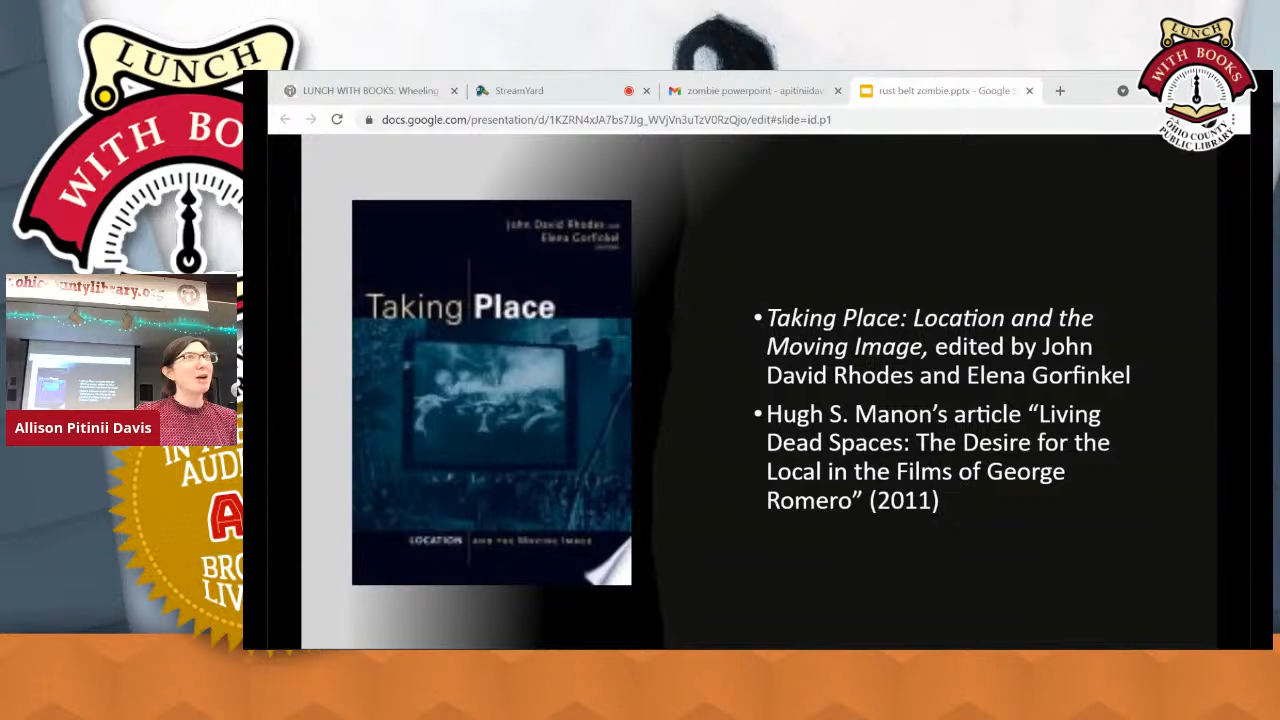 LUNCH
WITH BO
LUNCH WITH BOOKS: Wheeling
StreamYard
zombie powerpoint - apitiniidav
rust belt zombie.pptx - Google S
docs.google.com/presentation/d/1KZRN4xJA7bs7JJg_WVjVn3uTzV0RzQjo/edit#slide=id.p1
LUNCH
WITH BOOKS
OHIO COUNTY
PUBLIC LIBRARY
John David Rhodes and
Elena Gorfinkel
Taking Place
LOCATION AND THE MOVING IMAGE
• Taking Place: Location and the
Moving Image, edited by John
David Rhodes and Elena Gorfinkel
• Hugh S. Manon’s article “Living
Dead Spaces: The Desire for the
Local in the Films of George
Romero” (2011)
.ohiocountylibrary.org
Allison Pitinii Davis
AUD
A
BRO
LIV